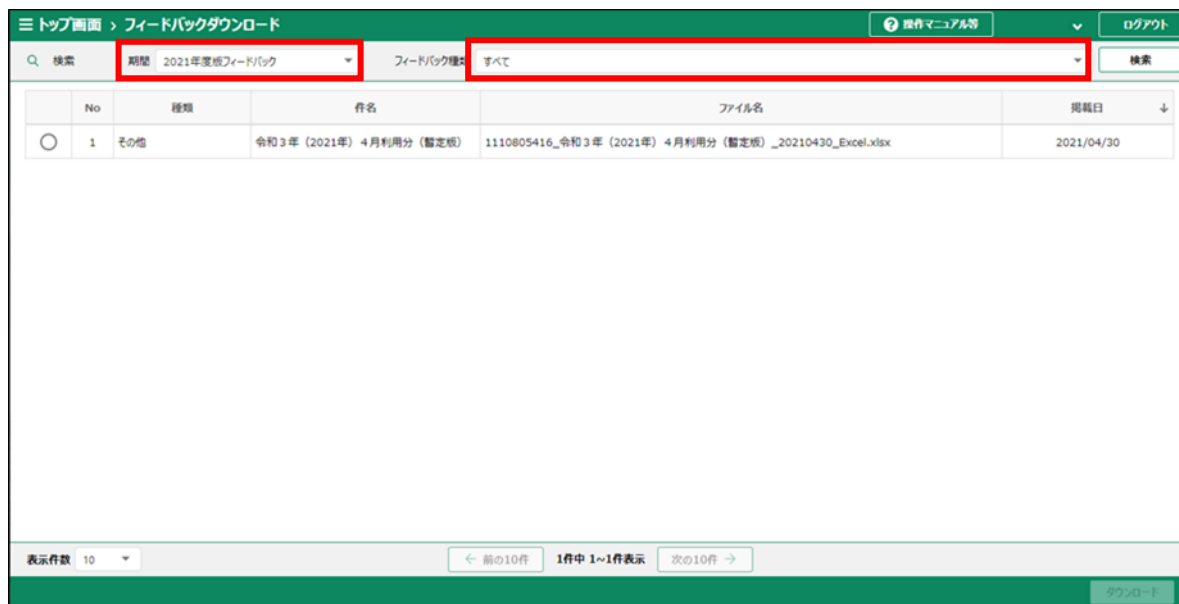 トップ画面 › フィードバックダウンロード ? 操作マニュアル等 ログアウト
検索 期間 2021年度版フィードバック フィードバック種類 すべて 検索
No 種類 件名 ファイル名 掲載日 ↓
1 その他 令和3年（2021年）4月利用分（暫定版） 1110805416_令和3年（2021年）4月利用分（暫定版）_20210430_Excel.xlsx 2021/04/30
表示件数 10 ← 前の10件 1件中 1~1件表示 次の10件 →
ダウンロード